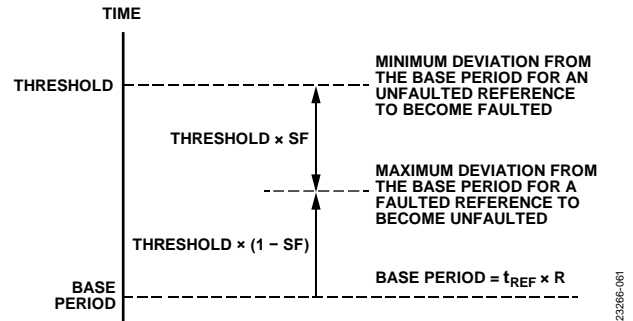 TIME
THRESHOLD
MINIMUM DEVIATION FROM
THE BASE PERIOD FOR AN
UNFAULTED REFERENCE
TO BECOME FAULTED
THRESHOLD × SF
MAXIMUM DEVIATION FROM
THE BASE PERIOD FOR A
FAULTED REFERENCE TO
BECOME UNFAULTED
THRESHOLD × (1 − SF)
BASE
PERIOD
BASE PERIOD = tREF × R
23266-061